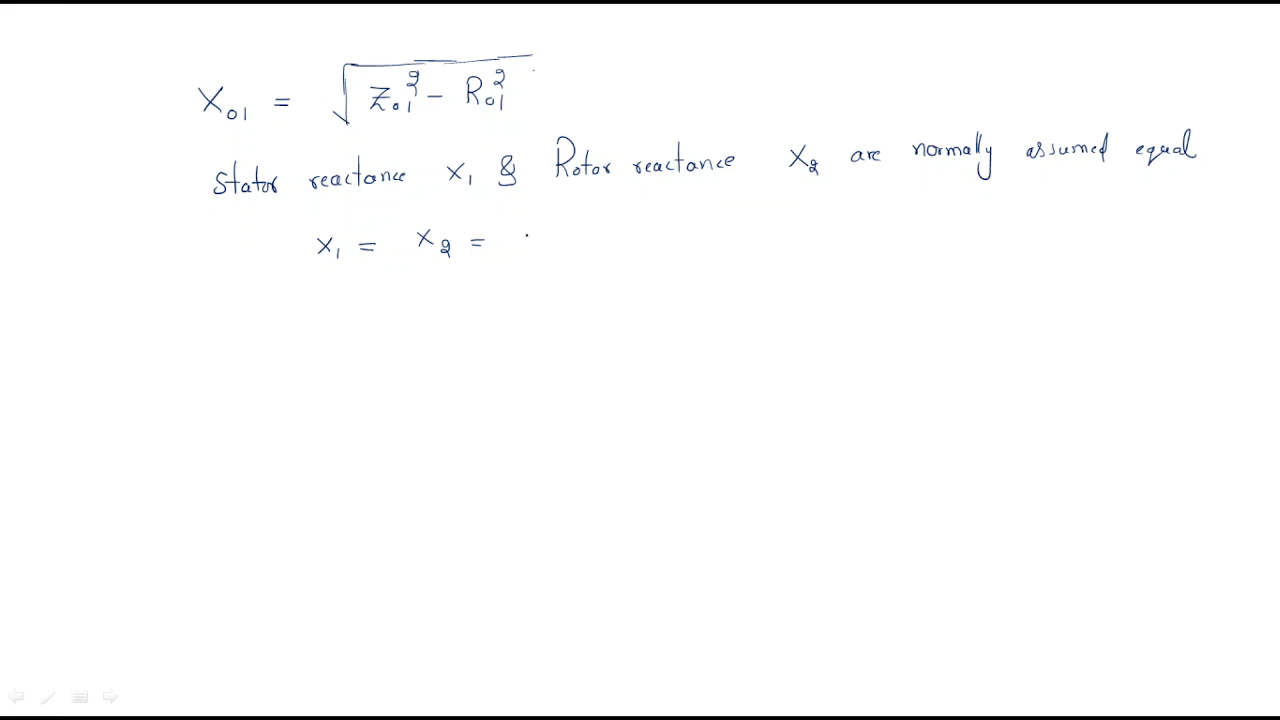 X₀₁ = √(Z₀₁² - R₀₁²)
Stator reactance X₁ & Rotor reactance X₂ are normally assumed equal
X₁ = X₂ =